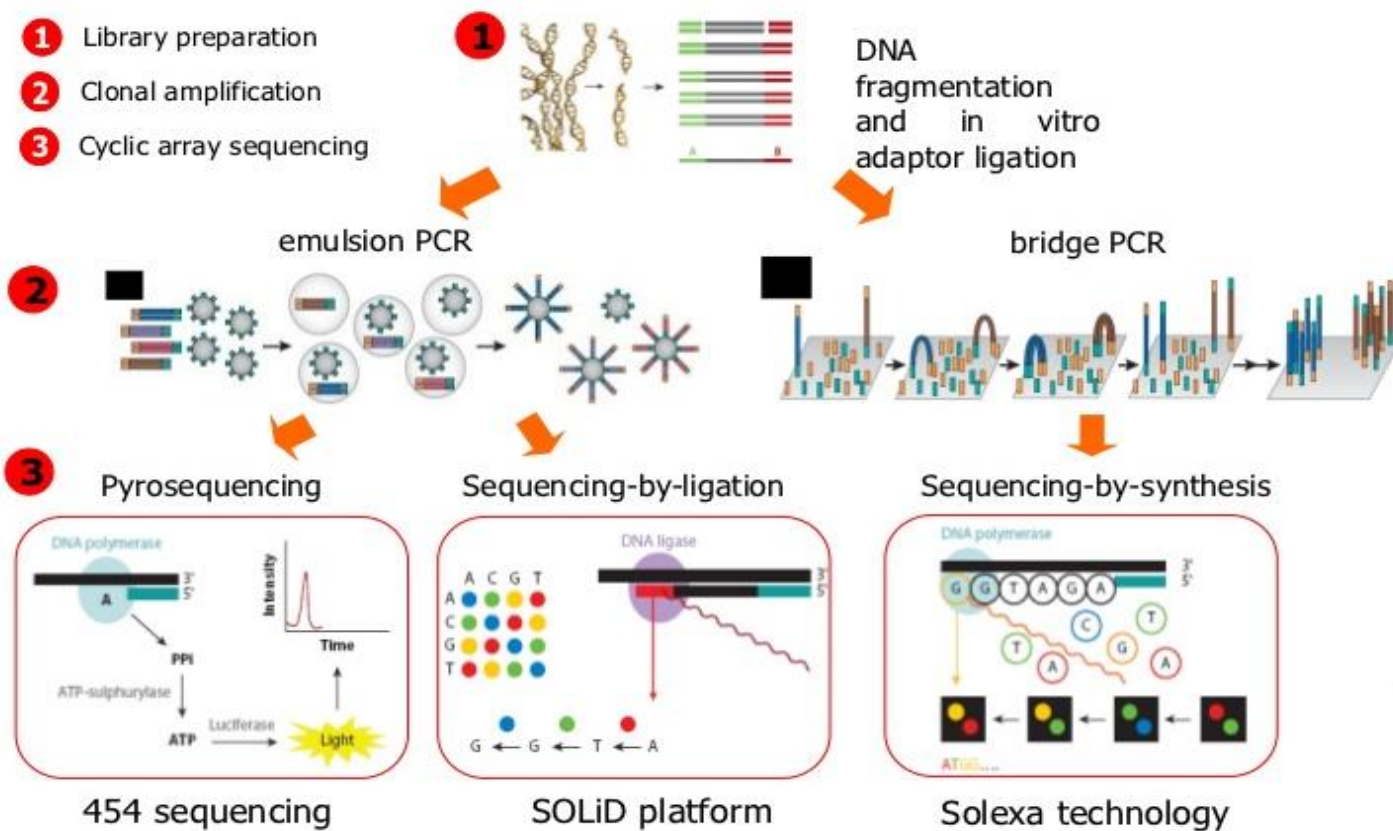 1 Library preparation
2 Clonal amplification
3 Cyclic array sequencing
1
DNA
fragmentation
and in vitro
adaptor ligation
A B
emulsion PCR
bridge PCR
2
3
Pyrosequencing
DNA polymerase
3'
5'
A
PPi
ATP-sulphurylase
ATP
Luciferase
Light
Intensity
Time
454 sequencing
Sequencing-by-ligation
DNA ligase
3'
5'
A C G T
A
C
G
T
G G T A
SOLiD platform
Sequencing-by-synthesis
DNA polymerase
3'
5'
G G T A G A
C T
T A G A
AT
Solexa technology